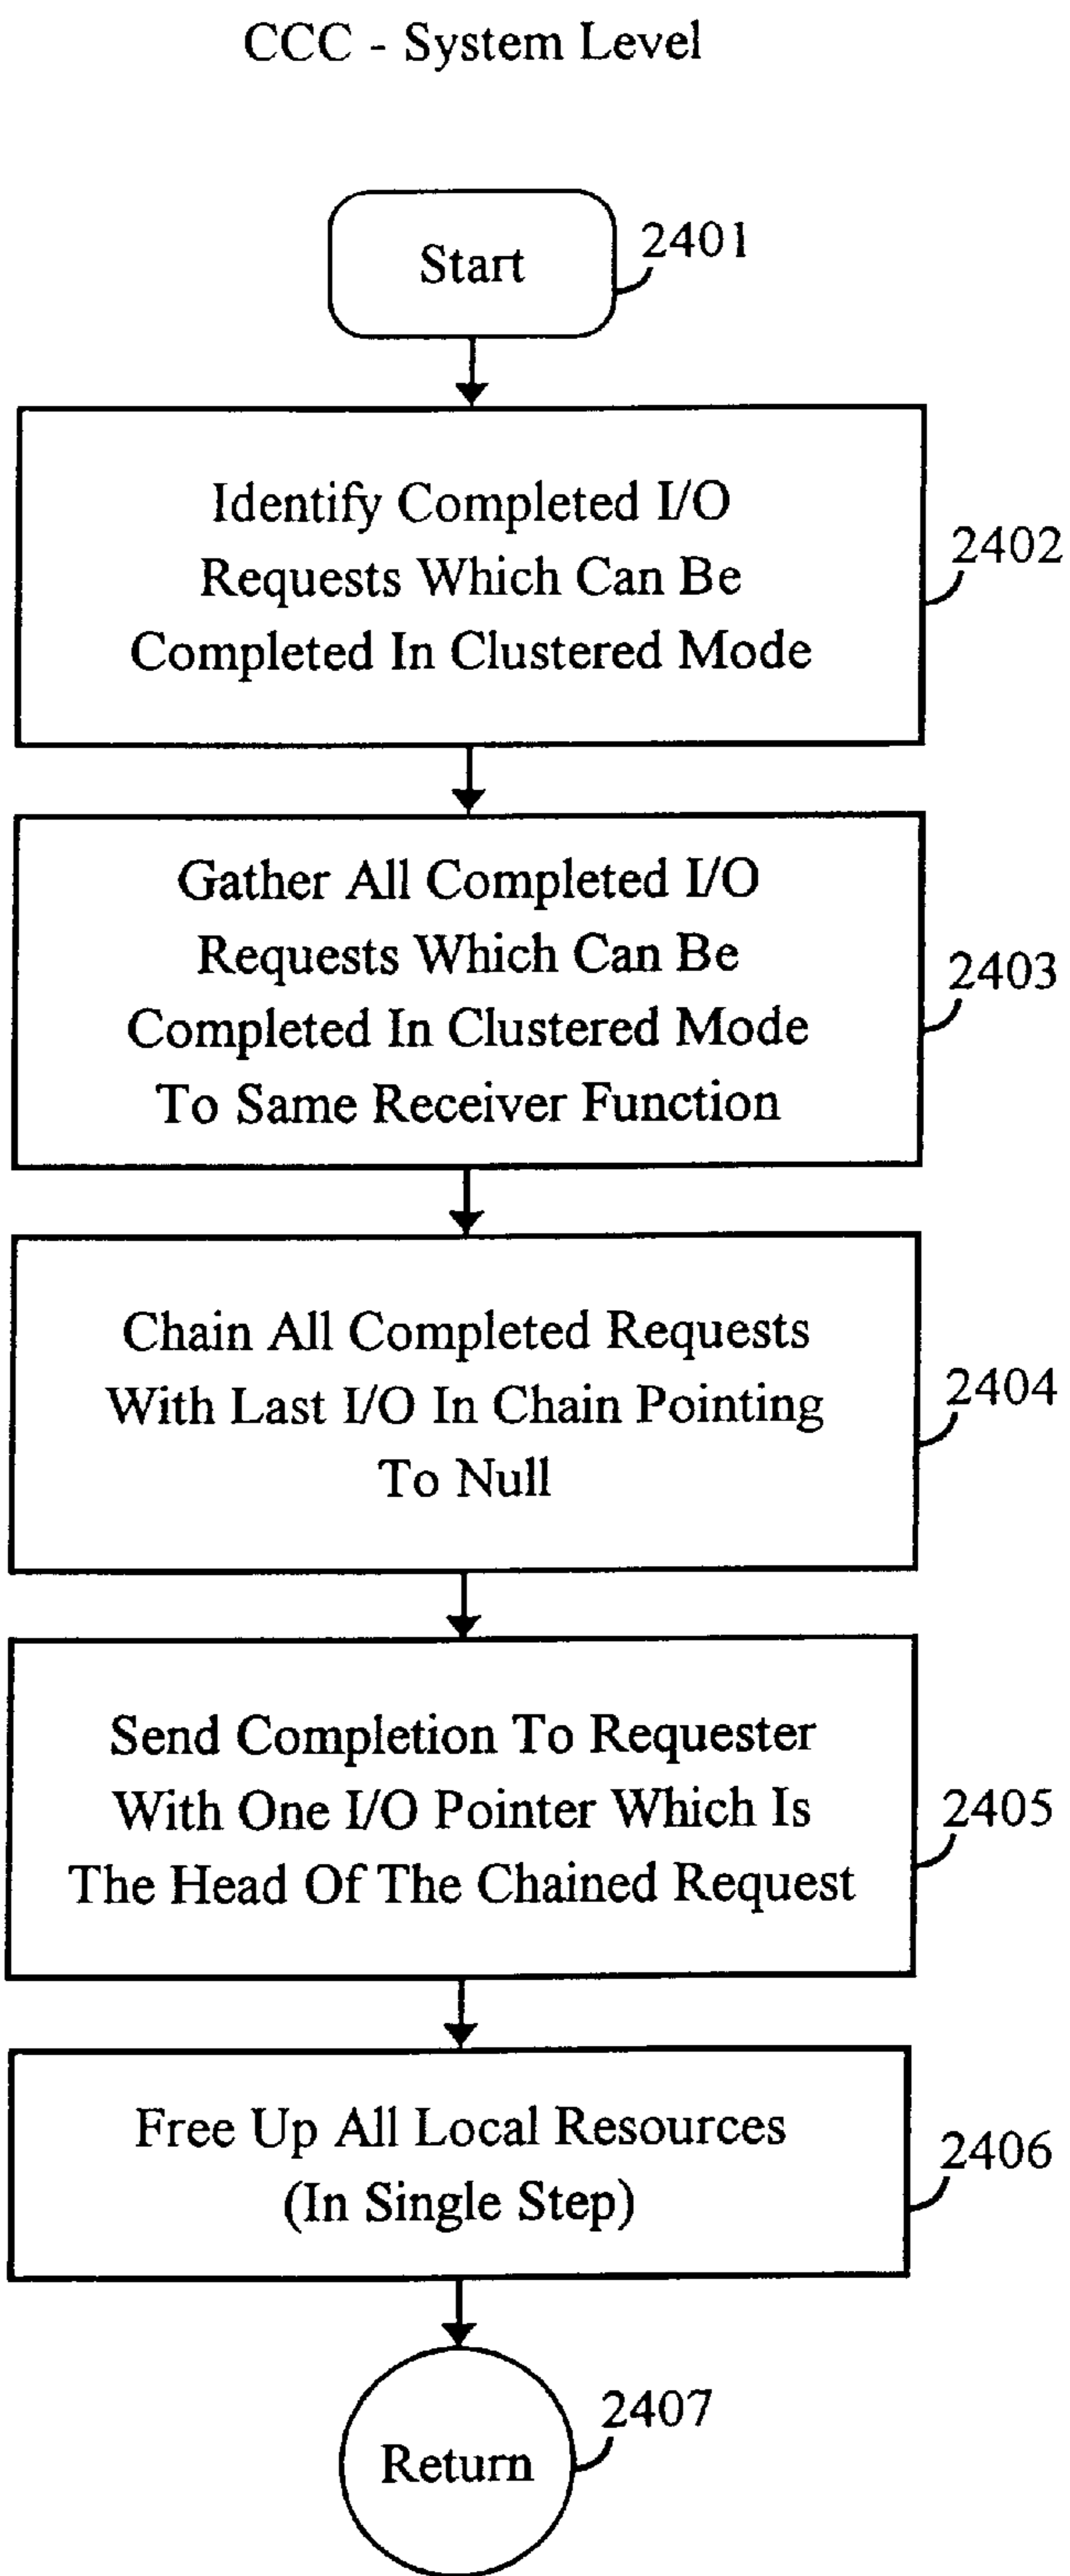 CCC - System Level
Start
2401
Identify Completed I/O
Requests Which Can Be
Completed In Clustered Mode
2402
Gather All Completed I/O
Requests Which Can Be
Completed In Clustered Mode
To Same Receiver Function
2403
Chain All Completed Requests
With Last I/O In Chain Pointing
To Null
2404
Send Completion To Requester
With One I/O Pointer Which Is
The Head Of The Chained Request
2405
Free Up All Local Resources
(In Single Step)
2406
Return
2407